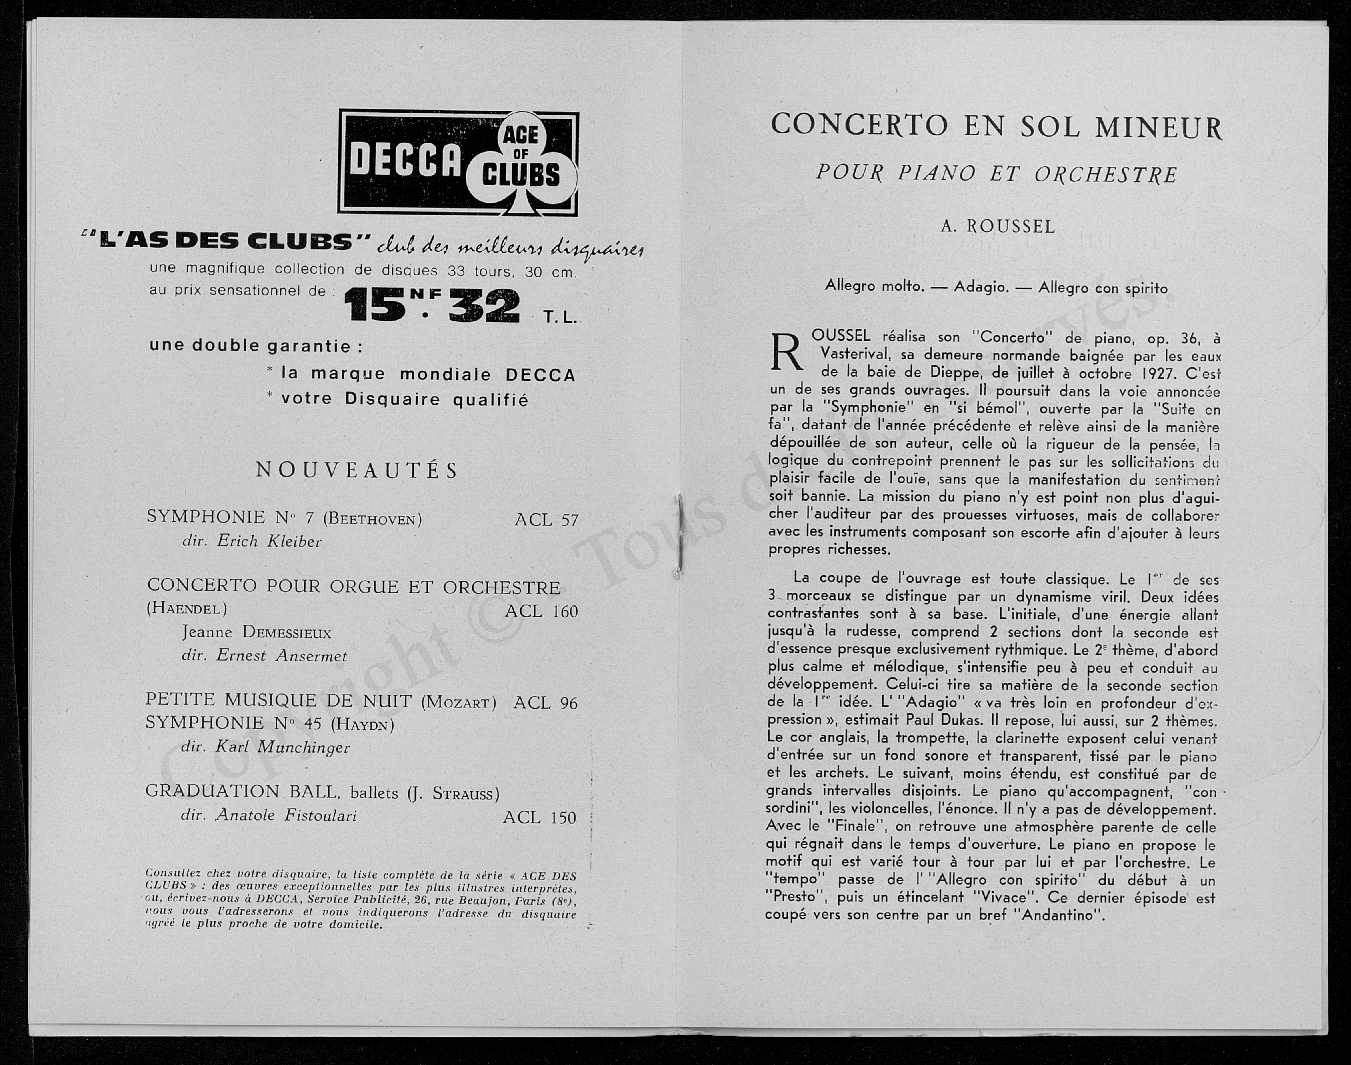 DECCA
ACE
OF
CLUBS
"L'AS DES CLUBS" club des meilleurs disquaires
une magnifique collection de disques 33 tours, 30 cm.
au prix sensationnel de : 15NF.32 T.L.
une double garantie :
* la marque mondiale DECCA
* votre Disquaire qualifié
NOUVEAUTÉS
SYMPHONIE No 7 (BEETHOVEN) ACL 57
dir. Erich Kleiber
CONCERTO POUR ORGUE ET ORCHESTRE
(HAENDEL) ACL 160
Jeanne DEMESSIEUX
dir. Ernest Ansermet
PETITE MUSIQUE DE NUIT (MOZART) ACL 96
SYMPHONIE No 45 (HAYDN)
dir. Karl Munchinger
GRADUATION BALL, ballets (J. STRAUSS)
dir. Anatole Fistoulari ACL 150
Consultez chez votre disquaire, la liste complète de la série « ACE DES
CLUBS » : des œuvres exceptionnelles par les plus illustres interprètes,
ou, écrivez-nous à DECCA, Service Publicité, 26, rue Beaujon, Paris (8e),
nous vous l'adresserons et vous indiquerons l'adresse du disquaire
agréé le plus proche de votre domicile.
CONCERTO EN SOL MINEUR
POUR PIANO ET ORCHESTRE
A. ROUSSEL
Allegro molto. — Adagio. — Allegro con spirito
ROUSSEL réalisa son "Concerto" de piano, op. 36, à
Vasterival, sa demeure normande baignée par les eaux
de la baie de Dieppe, de juillet à octobre 1927. C'est
un de ses grands ouvrages. Il poursuit dans la voie annoncée
par la "Symphonie" en "si bémol", ouverte par la "Suite en
fa", datant de l'année précédente et relève ainsi de la manière
dépouillée de son auteur, celle où la rigueur de la pensée, la
logique du contrepoint prennent le pas sur les sollicitations du
plaisir facile de l'ouïe, sans que la manifestation du sentiment
soit bannie. La mission du piano n'y est point non plus d'agui-
cher l'auditeur par des prouesses virtuoses, mais de collaborer
avec les instruments composant son escorte afin d'ajouter à leurs
propres richesses.
La coupe de l'ouvrage est toute classique. Le 1er de ses
3 morceaux se distingue par un dynamisme viril. Deux idées
contrastantes sont à sa base. L'initiale, d'une énergie allant
jusqu'à la rudesse, comprend 2 sections dont la seconde est
d'essence presque exclusivement rythmique. Le 2e thème, d'abord
plus calme et mélodique, s'intensifie peu à peu et conduit au
développement. Celui-ci tire sa matière de la seconde section
de la 1re idée. L' "Adagio" « va très loin en profondeur d'ex-
pression », estimait Paul Dukas. Il repose, lui aussi, sur 2 thèmes.
Le cor anglais, la trompette, la clarinette exposent celui venant
d'entrée sur un fond sonore et transparent, tissé par le piano
et les archets. Le suivant, moins étendu, est constitué par de
grands intervalles disjoints. Le piano qu'accompagnent, "con
sordini", les violoncelles, l'énonce. Il n'y a pas de développement.
Avec le "Finale", on retrouve une atmosphère parente de celle
qui régnait dans le temps d'ouverture. Le piano en propose le
motif qui est varié tour à tour par lui et par l'orchestre. Le
"tempo" passe de l' "Allegro con spirito" du début à un
"Presto", puis un étincelant "Vivace". Ce dernier épisode est
coupé vers son centre par un bref "Andantino".